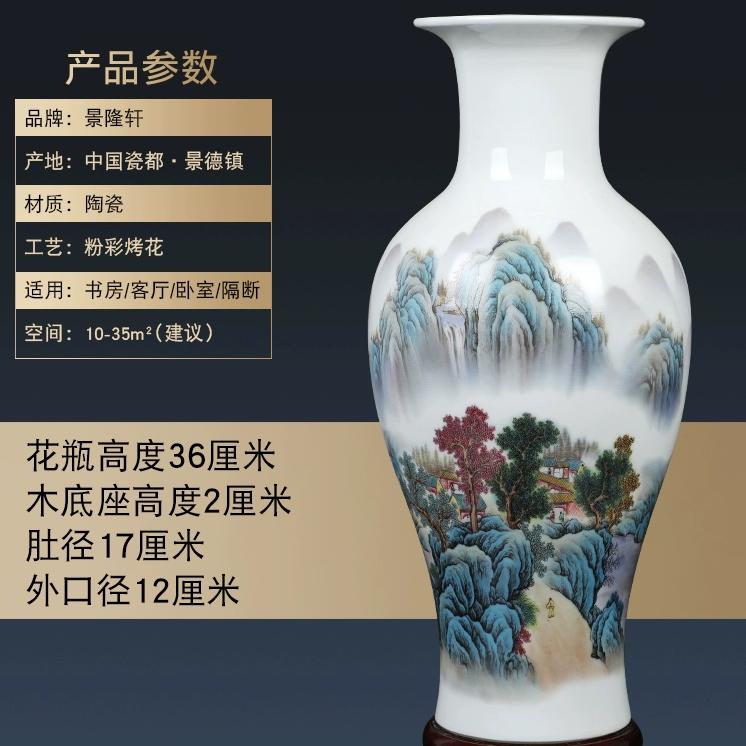 产品参数
品牌：景隆轩
产地：中国瓷都·景德镇
材质：陶瓷
工艺：粉彩烤花
适用：书房/客厅/卧室/隔断
空间：10-35m²(建议)
花瓶高度36厘米
木底座高度2厘米
肚径17厘米
外口径12厘米